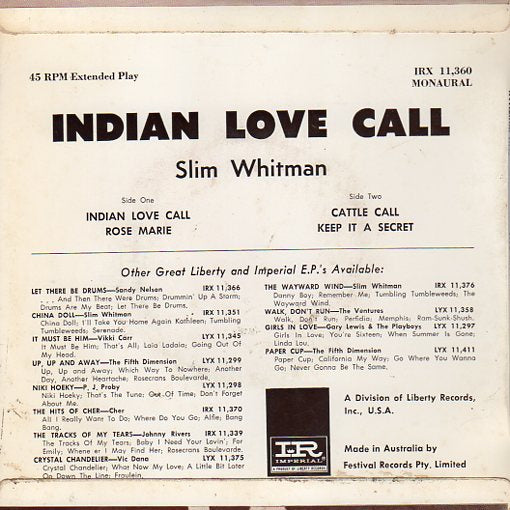 45 RPM Extended Play
IRX 11,360
MONAURAL
INDIAN LOVE CALL
Slim Whitman
Side One
INDIAN LOVE CALL
ROSE MARIE
Side Two
CATTLE CALL
KEEP IT A SECRET
Other Great Liberty and Imperial E.P.'s Available:
LET THERE BE DRUMS—Sandy Nelson IRX 11,366
. . . And Then There Were Drums; Drummin' Up A Storm;
Drums Are My Beat; Let There Be Drums.
CHINA DOLL—Slim Whitman IRX 11,351
China Doll; I'll Take You Home Again Kathleen; Tumbling
Tumbleweeds; Serenade.
IT MUST BE HIM—Vikki Carr LYX 11,345
It Must Be Him; That's All; Lola Ladaio; Going Out Of
My Head.
UP, UP AND AWAY—The Fifth Dimension LYX 11,299
Up, Up and Away; Which Way To Nowhere; Another
Day, Another Heartache; Rosecrans Boulevarde.
NIKI HOEKY—P. J. Proby LYX 11,298
Niki Hoeky; That's The Tune; Out Of Time; Don't Forget
About Me.
THE HITS OF CHER—Cher IRX 11,370
All I Really Want To Do; Where Do You Go; Alfie; Bang
Bang.
THE TRACKS OF MY TEARS—Johnny Rivers IRX 11,339
The Tracks Of My Tears; Baby I Need Your Lovin'; For
Emily; Where er I May Find Her; Rosecrans Boulevarde.
CRYSTAL CHANDELIER—Vic Dana LYX 11,375
Crystal Chandelier; What Now My Love; A Little Bit Later
On Down The Line; Fraulein.
THE WAYWARD WIND—Slim Whitman IRX 11,376
Danny Boy; Remember Me; Tumbling Tumbleweeds; The
Wayward Wind.
WALK, DON'T RUN—The Ventures LYX 11,358
Walk, Don't Run; Perfidia; Memphis; Ram-Sunk-Shush.
GIRLS IN LOVE—Gary Lewis & The Playboys LYX 11,297
Girls In Love; You're Sixteen; When Summer Is Gone;
Linda Lou.
PAPER CUP—The Fifth Dimension LYX 11,411
Paper Cup; California My Way; Go Where You Wanna
Go; Never Gonna Be The Same.
IR
IMPERIAL
A PRODUCT OF LIBERTY RECORDS
A Division of Liberty Records,
Inc., U.S.A.
Made in Australia by
Festival Records Pty. Limited